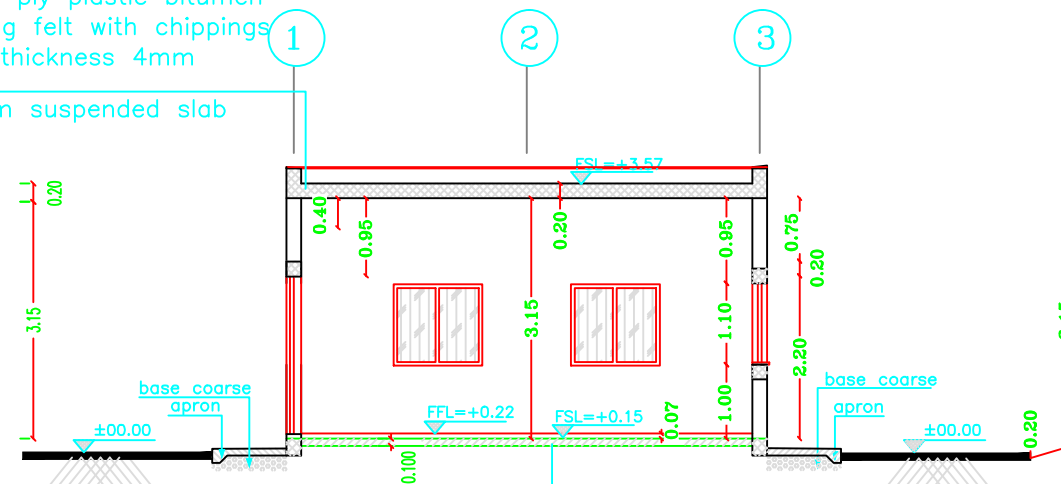 ply plastic bitumen
g felt with chippings
thickness 4mm
suspended slab
1
2
3
FSL=+3.57
0.20
3.15
0.40
0.95
0.20
3.15
0.95
1.10
1.00
0.75
0.20
2.20
base coarse
apron
±00.00
FFL=+0.22
FSL=+0.15
0.07
0.100
base coarse
apron
±00.00
0.20